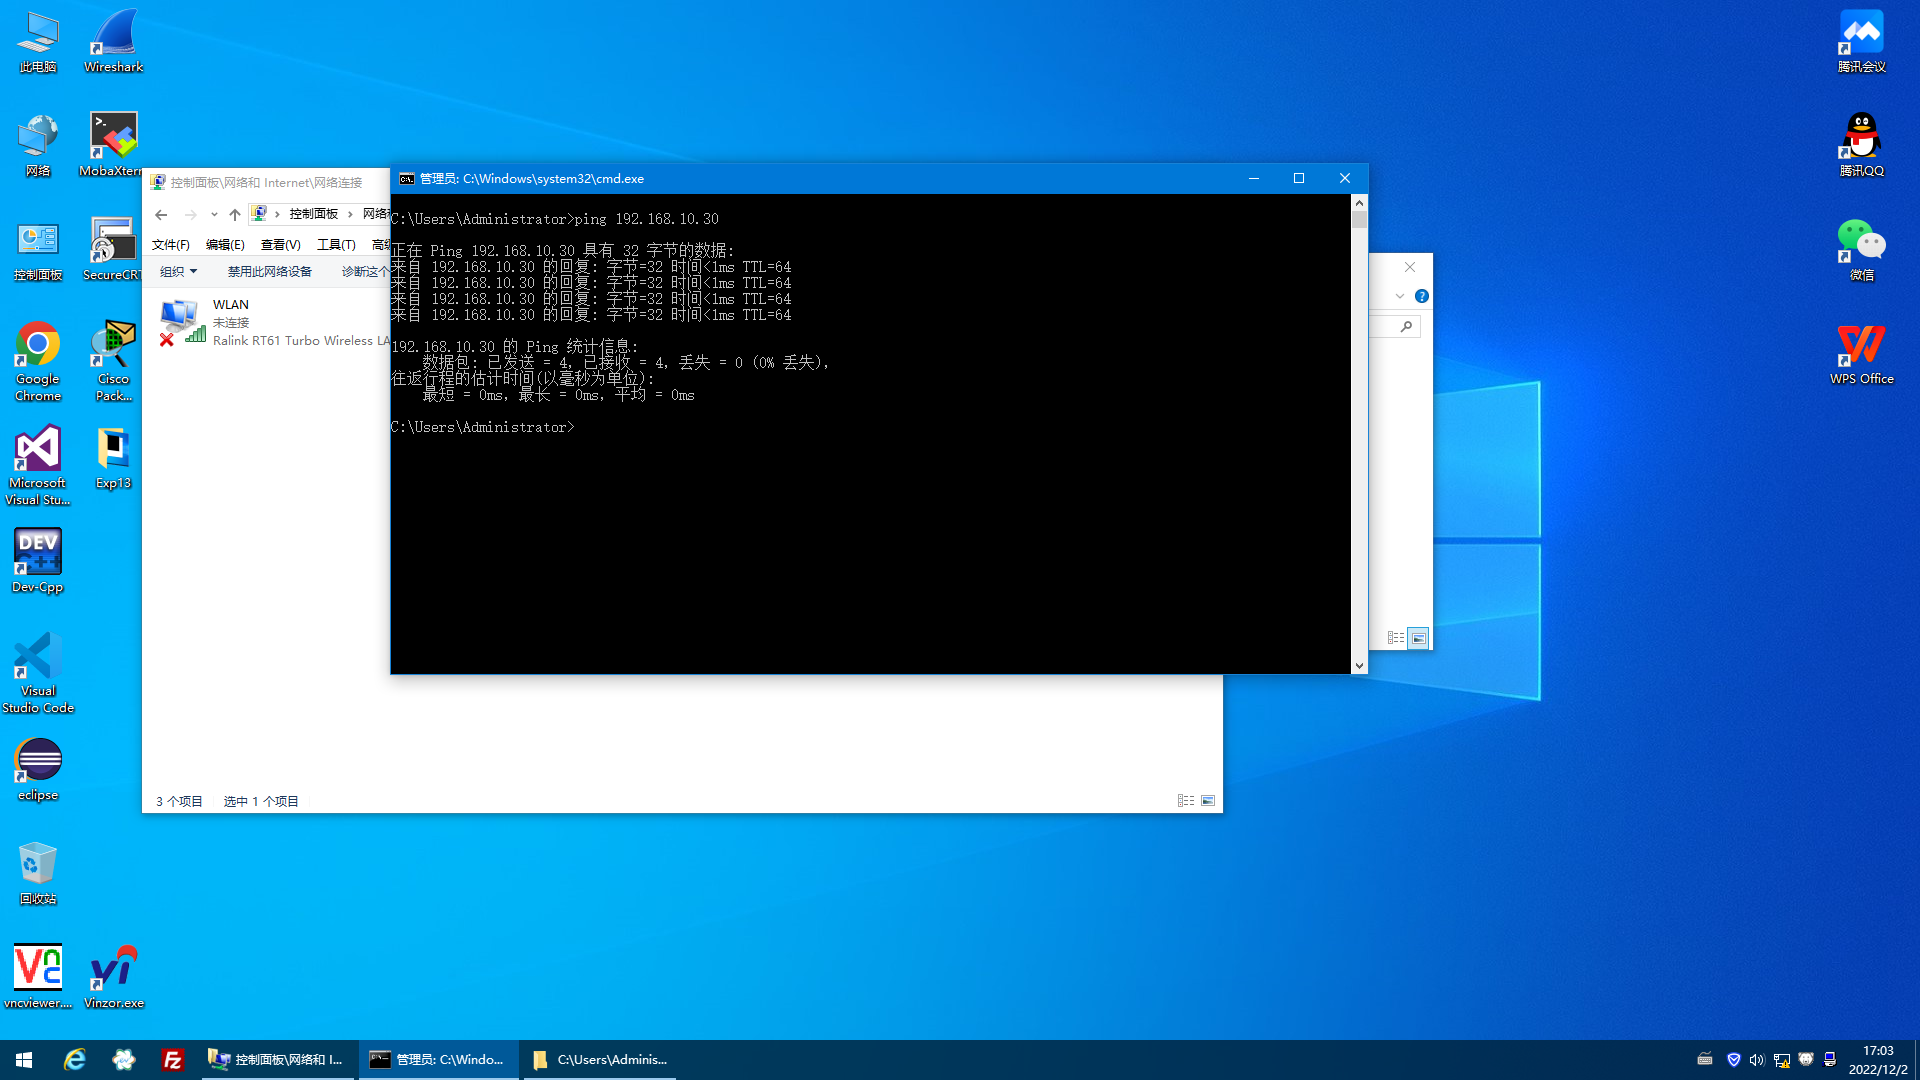 此电脑
Wireshark
网络
MobaXterm
控制面板
SecureCRT
Google
Chrome
Cisco
Pack...
Microsoft
Visual Stu...
Exp13
Dev-Cpp
Visual
Studio Code
eclipse
回收站
vncviewer....
Vinzor.exe
腾讯会议
腾讯QQ
微信
WPS Office
控制面板\网络和 Internet\网络连接
控制面板 › 网络和
文件(F) 编辑(E) 查看(V) 工具(T) 高级
组织 禁用此网络设备 诊断这个
WLAN
未连接
Ralink RT61 Turbo Wireless LA
3 个项目 选中 1 个项目
管理员: C:\Windows\system32\cmd.exe
C:\Users\Administrator>ping 192.168.10.30
正在 Ping 192.168.10.30 具有 32 字节的数据:
来自 192.168.10.30 的回复: 字节=32 时间<1ms TTL=64
来自 192.168.10.30 的回复: 字节=32 时间<1ms TTL=64
来自 192.168.10.30 的回复: 字节=32 时间<1ms TTL=64
来自 192.168.10.30 的回复: 字节=32 时间<1ms TTL=64
192.168.10.30 的 Ping 统计信息:
数据包: 已发送 = 4，已接收 = 4，丢失 = 0 (0% 丢失)，
往返行程的估计时间(以毫秒为单位):
最短 = 0ms，最长 = 0ms，平均 = 0ms
C:\Users\Administrator>
控制面板\网络和 I...
管理员: C:\Windo...
C:\Users\Adminis...
17:03
2022/12/2